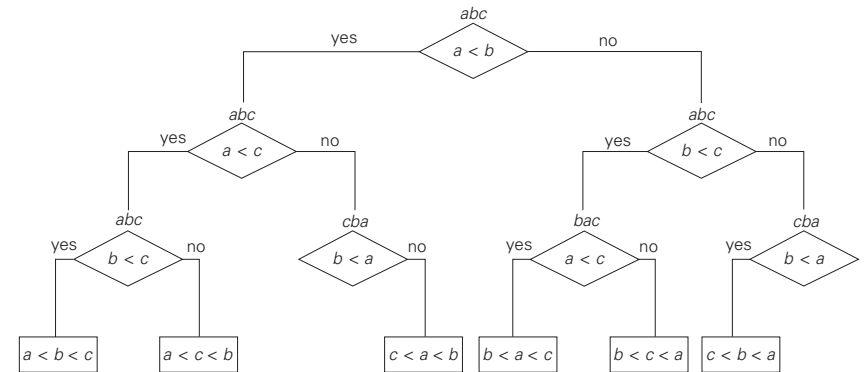 abc
yes
a < b
no
abc
abc
yes
a < c
no
yes
b < c
no
abc
cba
bac
cba
yes
b < c
no
b < a
no
yes
a < c
no
yes
b < a
a < b < c
a < c < b
c < a < b
b < a < c
b < c < a
c < b < a